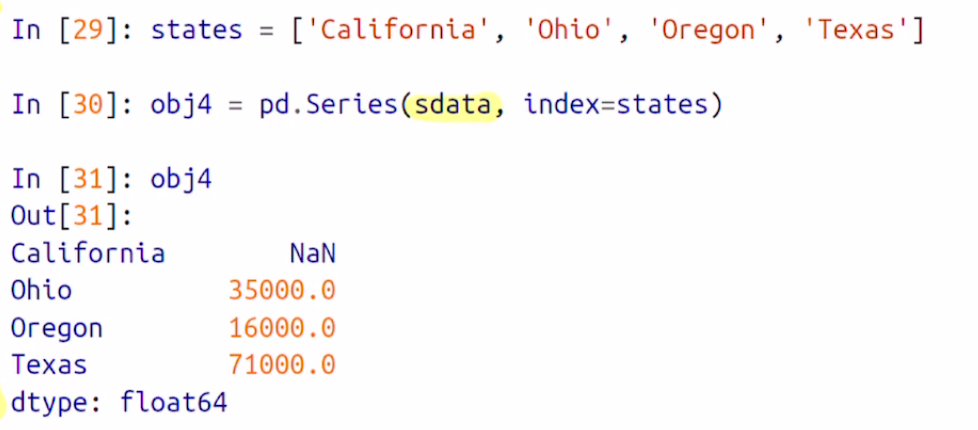 In [29]: states = ['California', 'Ohio', 'Oregon', 'Texas']
In [30]: obj4 = pd.Series(sdata, index=states)
In [31]: obj4
Out[31]:
California        NaN
Ohio          35000.0
Oregon        16000.0
Texas         71000.0
dtype: float64